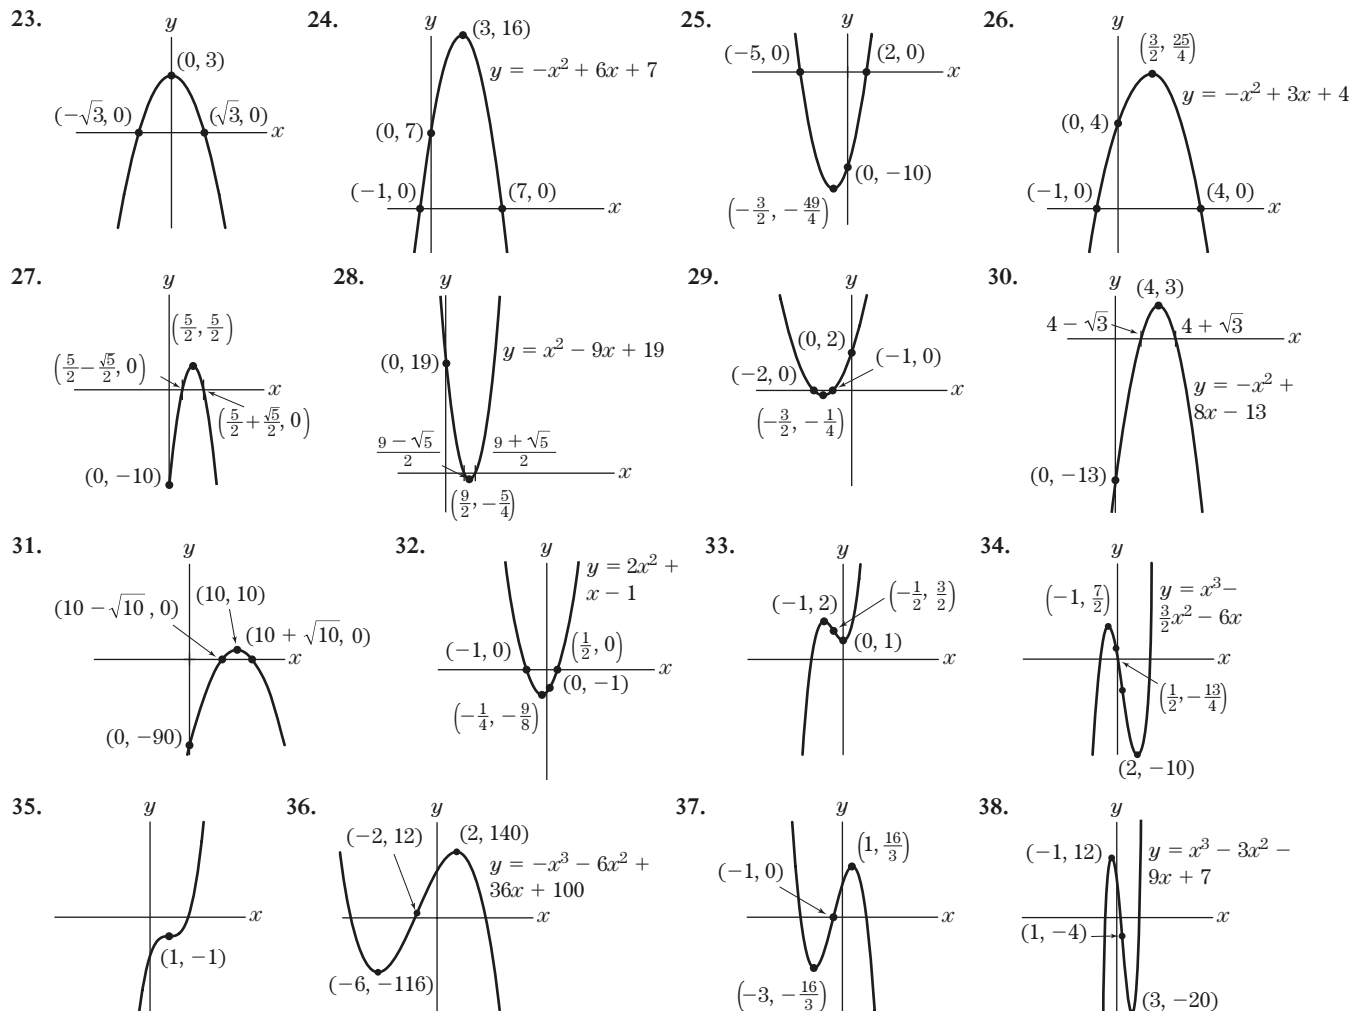 23.
y
(0, 3)
(−√3, 0)
(√3, 0)
x
24.
y
(3, 16)
y = −x² + 6x + 7
(0, 7)
(−1, 0)
(7, 0)
x
25.
y
(−5, 0)
(2, 0)
x
(0, −10)
(−3/2, −49/4)
26.
y
(3/2, 25/4)
y = −x² + 3x + 4
(0, 4)
(−1, 0)
(4, 0)
x
27.
y
(5/2, 5/2)
(5/2 − √5/2, 0)
x
(5/2 + √5/2, 0)
(0, −10)
28.
y
y = x² − 9x + 19
(0, 19)
(9 − √5)/2
(9 + √5)/2
x
(9/2, −5/4)
29.
y
(0, 2)
(−1, 0)
(−2, 0)
x
(−3/2, −1/4)
30.
y
(4, 3)
4 − √3
4 + √3
x
y = −x² +
8x − 13
(0, −13)
31.
y
(10 − √10, 0)
(10, 10)
(10 + √10, 0)
x
(0, −90)
32.
y
y = 2x² +
x − 1
(−1, 0)
(1/2, 0)
x
(0, −1)
(−1/4, −9/8)
33.
y
(−1, 2)
(−1/2, 3/2)
(0, 1)
x
34.
y
(−1, 7/2)
y = x³ −
3/2x² − 6x
x
(1/2, −13/4)
(2, −10)
35.
y
x
(1, −1)
36.
y
(−2, 12)
(2, 140)
y = −x³ − 6x² +
36x + 100
x
(−6, −116)
37.
y
(1, 16/3)
(−1, 0)
x
(−3, −16/3)
38.
y
(−1, 12)
y = x³ − 3x² −
9x + 7
x
(1, −4)
(3, −20)